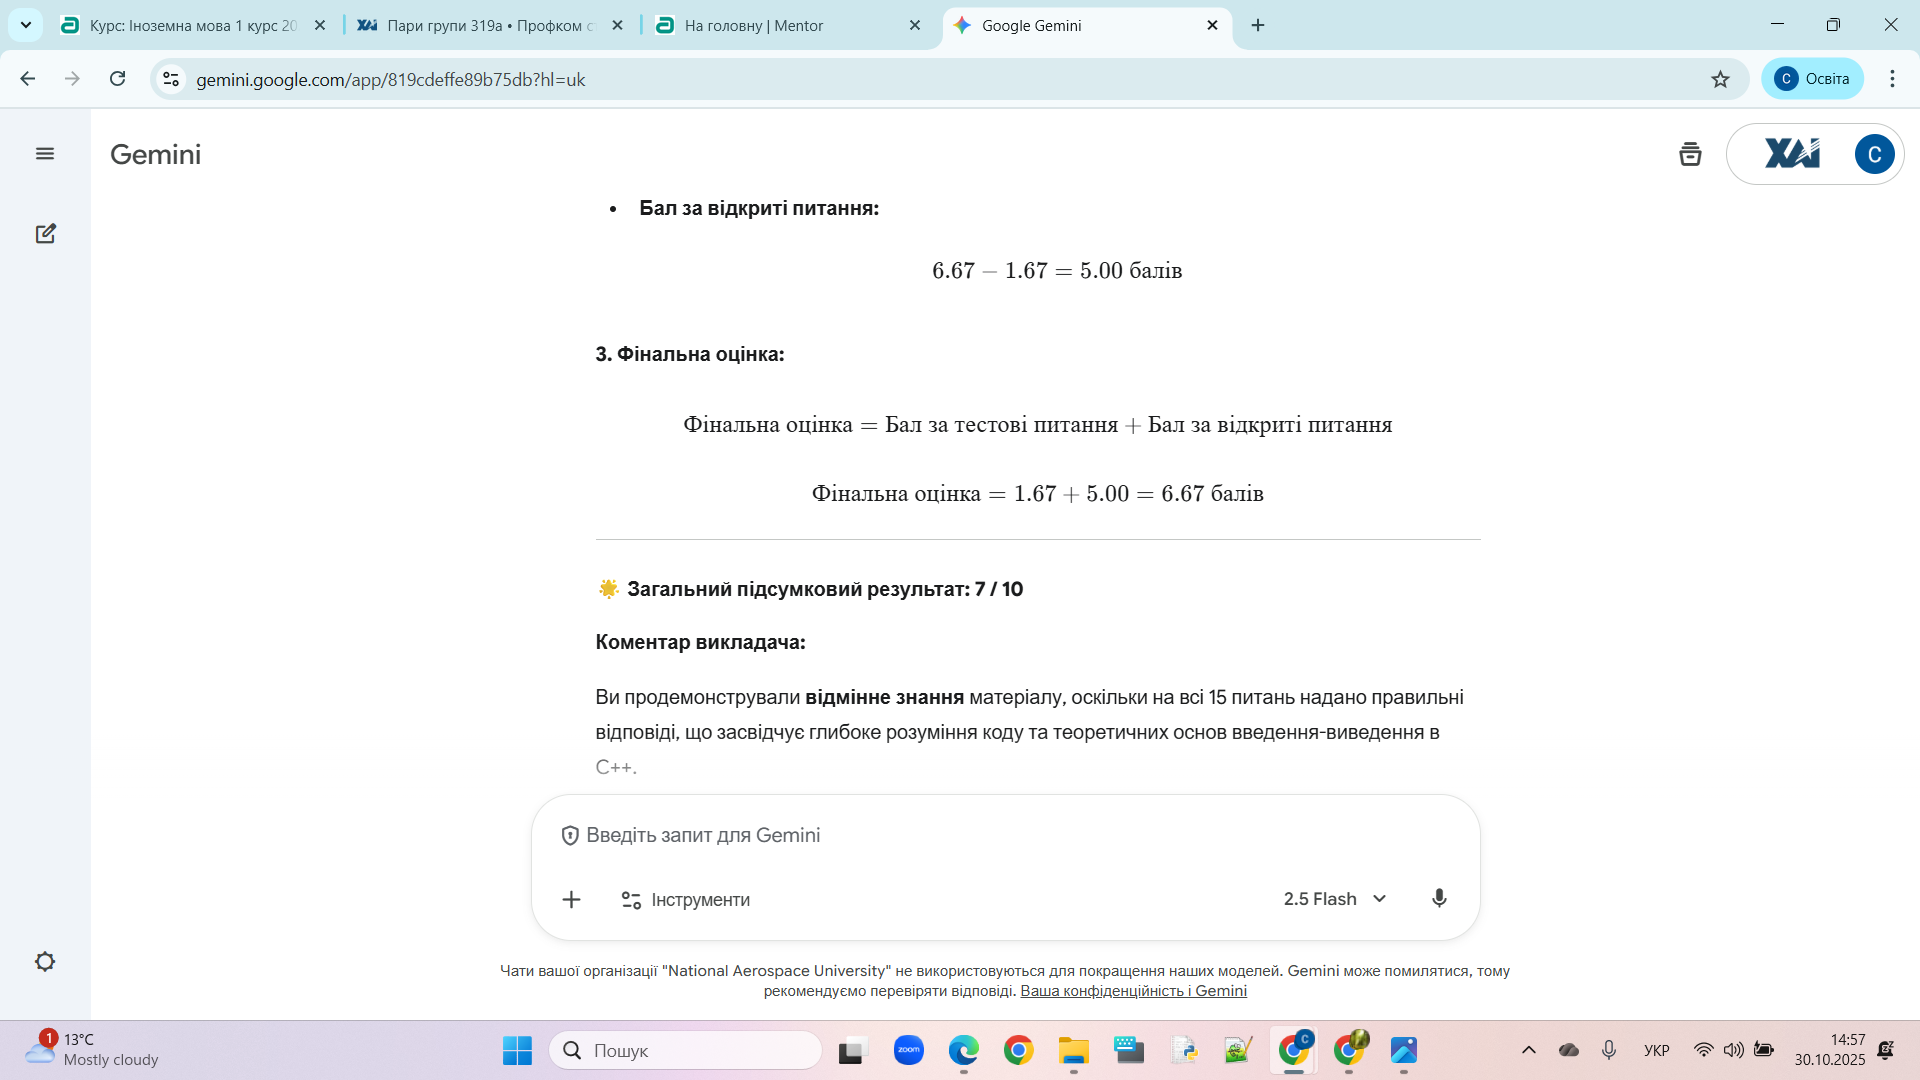 Курс: Іноземна мова 1 курс 20
Пари групи 319а • Профком ст
На головну | Mentor
Google Gemini
gemini.google.com/app/819cdeffe89b75db?hl=uk
C Освіта
Gemini
ХАІ
C
• Бал за відкриті питання:
6.67 − 1.67 = 5.00 балів
3. Фінальна оцінка:
Фінальна оцінка = Бал за тестові питання + Бал за відкриті питання
Фінальна оцінка = 1.67 + 5.00 = 6.67 балів
Загальний підсумковий результат: 7 / 10
Коментар викладача:
Ви продемонстрували відмінне знання матеріалу, оскільки на всі 15 питань надано правильні
відповіді, що засвідчує глибоке розуміння коду та теоретичних основ введення-виведення в
C++.
Введіть запит для Gemini
Інструменти
2.5 Flash
Чати вашої організації "National Aerospace University" не використовуються для покращення наших моделей. Gemini може помилятися, тому
рекомендуємо перевіряти відповіді. Ваша конфіденційність і Gemini
1
13°C
Mostly cloudy
Пошук
zoom
C
УКР
14:57
30.10.2025